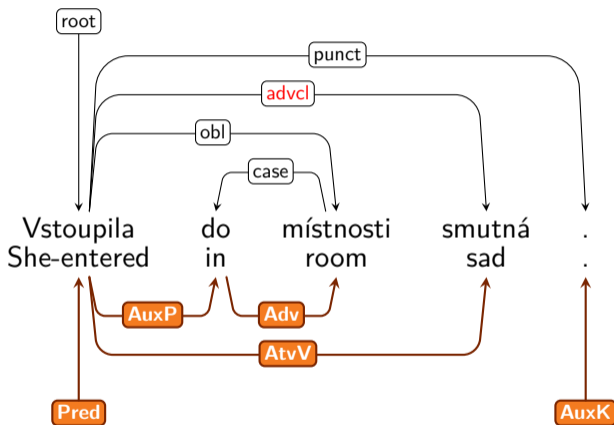 root
punct
advcl
obl
case
Vstoupila do místnosti smutná .
She-entered in room sad .
AuxP Adv
AtvV
Pred AuxK